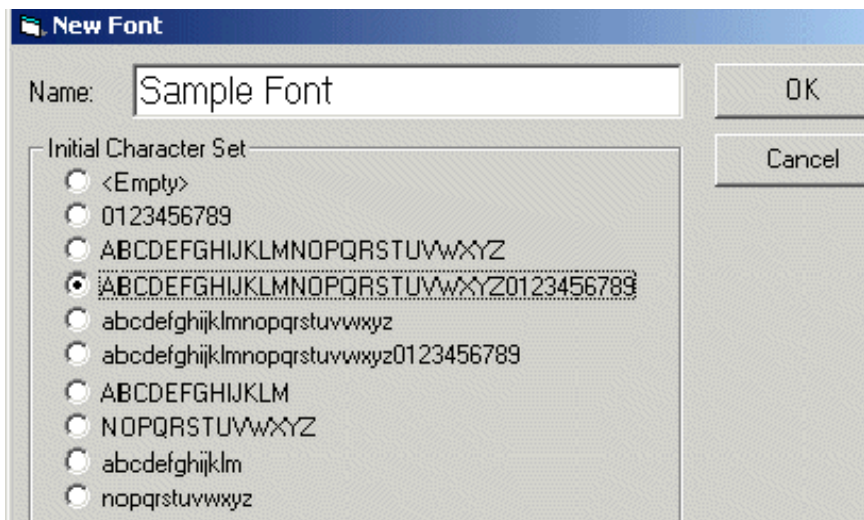 New Font
Name: Sample Font OK
Initial Character Set Cancel
<Empty>
0123456789
ABCDEFGHIJKLMNOPQRSTUVWXYZ
ABCDEFGHIJKLMNOPQRSTUVWXYZ0123456789
abcdefghijklmnopqrstuvwxyz
abcdefghijklmnopqrstuvwxyz0123456789
ABCDEFGHIJKLM
NOPQRSTUVWXYZ
abcdefghijklm
nopqrstuvwxyz